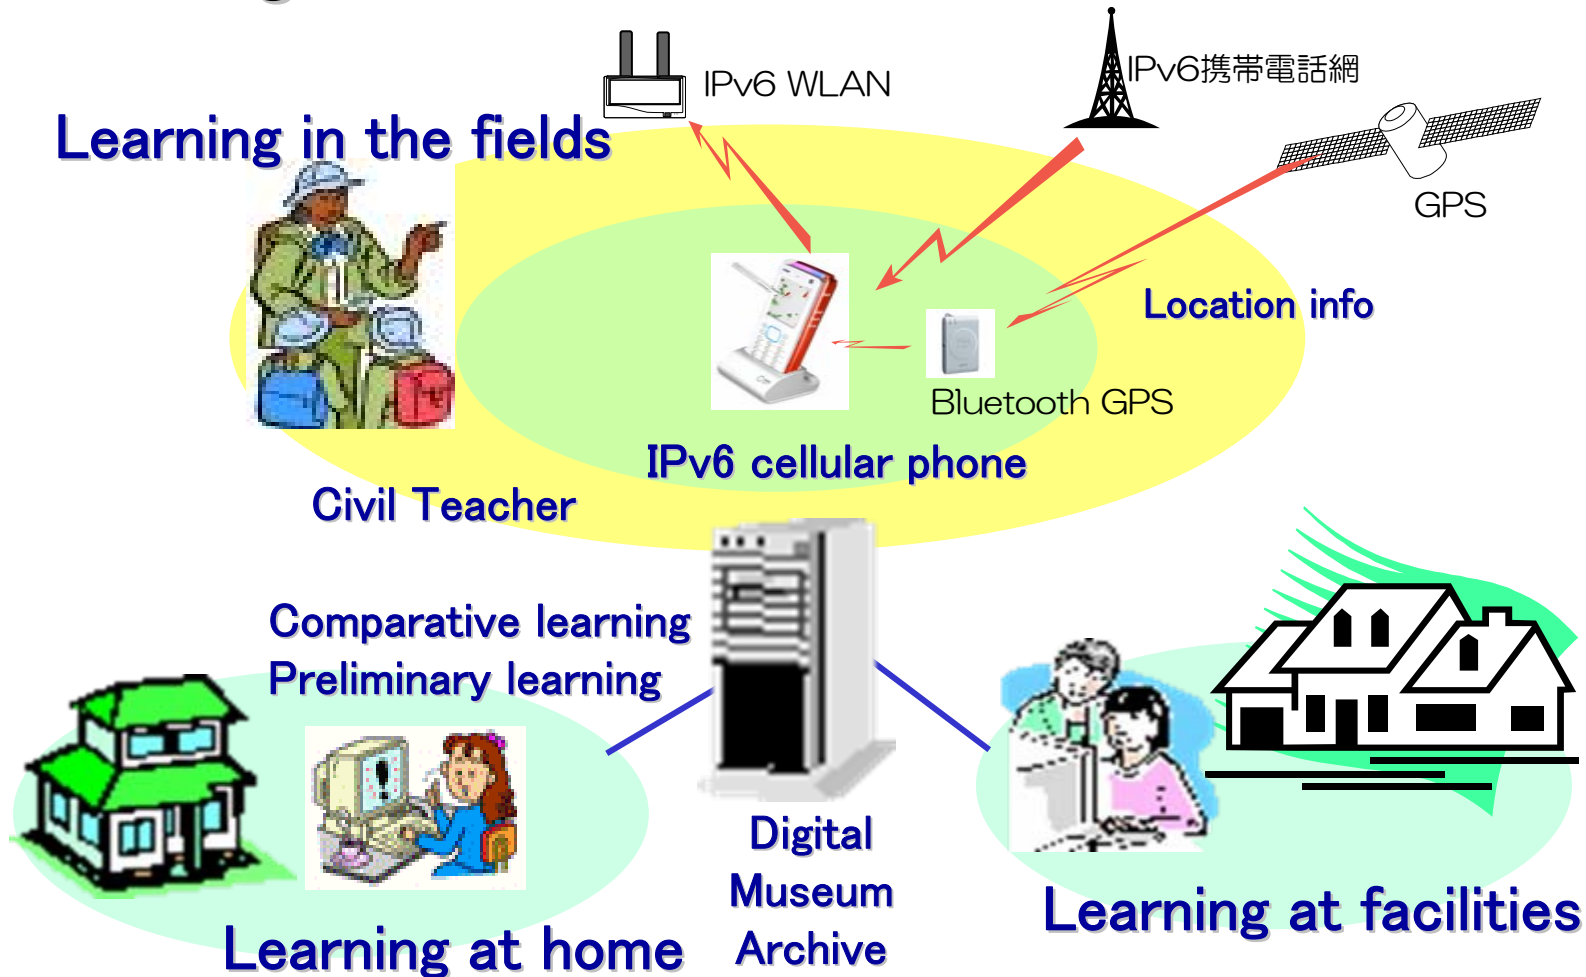 IPv6 WLAN
IPv6携帯電話網
Learning in the fields
GPS
Location info
Bluetooth GPS
IPv6 cellular phone
Civil Teacher
Comparative learning
Preliminary learning
Digital
Museum
Archive
Learning at facilities
Learning at home